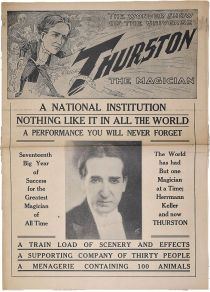 THE WONDER SHOW
OF THE UNIVERSE
THURSTON
THE MAGICIAN
A NATIONAL INSTITUTION
NOTHING LIKE IT IN ALL THE WORLD
A PERFORMANCE YOU WILL NEVER FORGET
Seventeenth
Big Year
of
Success
for the
Greatest
Magician
of
All Time
The
World has
had
But one
Magician
at a Time;
Herrmann
Keller
and now
THURSTON
A TRAIN LOAD OF SCENERY AND EFFECTS
A SUPPORTING COMPANY OF THIRTY PEOPLE
A MENAGERIE CONTAINING 100 ANIMALS